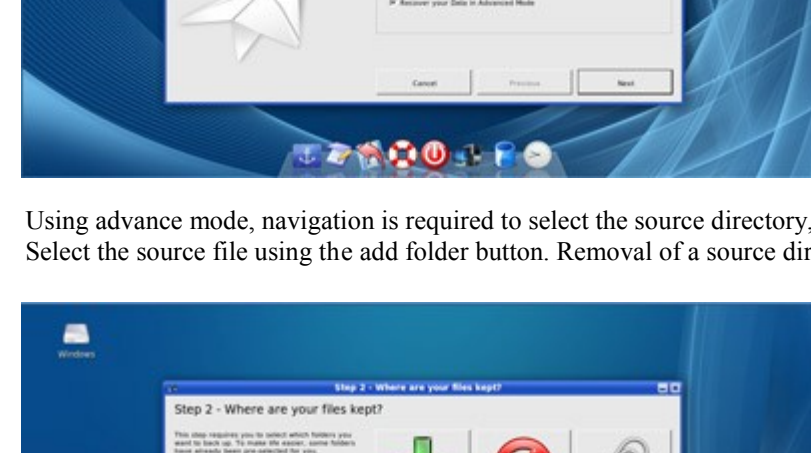 Recover your Data in Advanced Mode
Cancel
Previous
Next
Using advance mode, navigation is required to select the source directory,
Select the source file using the add folder button. Removal of a source dir
Windows
Step 2 - Where are your files kept?
Step 2 - Where are your files kept?
This step requires you to select which folders you
want to back up. To make life easier, some folders
have already been pre-selected for you.